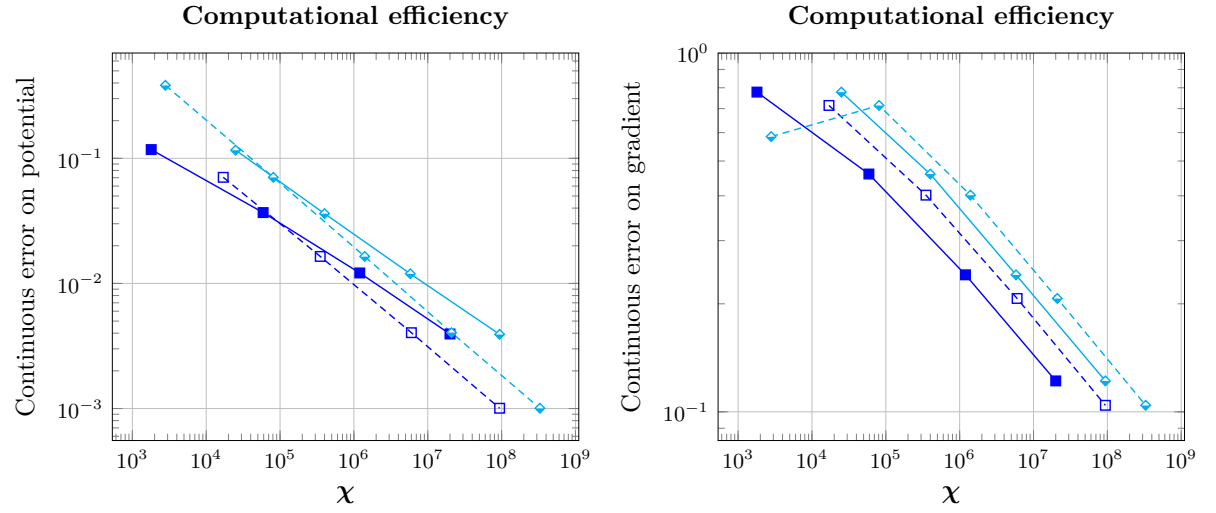 Computational efficiency
Continuous error on potential
10^-1
10^-2
10^-3
10^3 10^4 10^5 10^6 10^7 10^8 10^9
χ
Computational efficiency
Continuous error on gradient
10^0
10^-1
10^3 10^4 10^5 10^6 10^7 10^8 10^9
χ